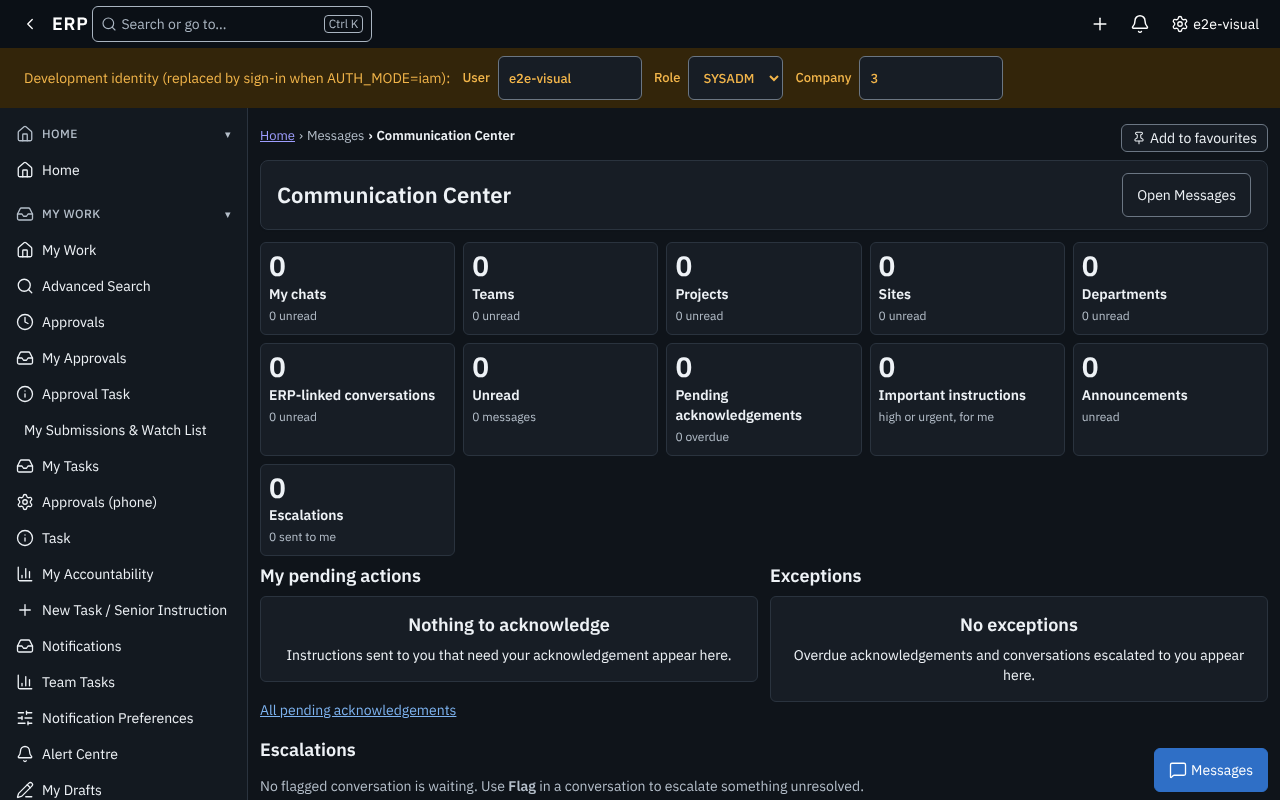 ERP
Search or go to...
Ctrl K
e2e-visual
Development identity (replaced by sign-in when AUTH_MODE=iam):
User
e2e-visual
Role
SYSADM
Company
3
HOME
Home
MY WORK
My Work
Advanced Search
Approvals
My Approvals
Approval Task
My Submissions & Watch List
My Tasks
Approvals (phone)
Task
My Accountability
New Task / Senior Instruction
Notifications
Team Tasks
Notification Preferences
Alert Centre
My Drafts
Home › Messages › Communication Center
Add to favourites
Communication Center
Open Messages
0
My chats
0 unread
0
Teams
0 unread
0
Projects
0 unread
0
Sites
0 unread
0
Departments
0 unread
0
ERP-linked conversations
0 unread
0
Unread
0 messages
0
Pending
acknowledgements
0 overdue
0
Important instructions
high or urgent, for me
0
Announcements
unread
0
Escalations
0 sent to me
My pending actions
Nothing to acknowledge
Instructions sent to you that need your acknowledgement appear here.
All pending acknowledgements
Exceptions
No exceptions
Overdue acknowledgements and conversations escalated to you appear
here.
Escalations
No flagged conversation is waiting. Use Flag in a conversation to escalate something unresolved.
Messages